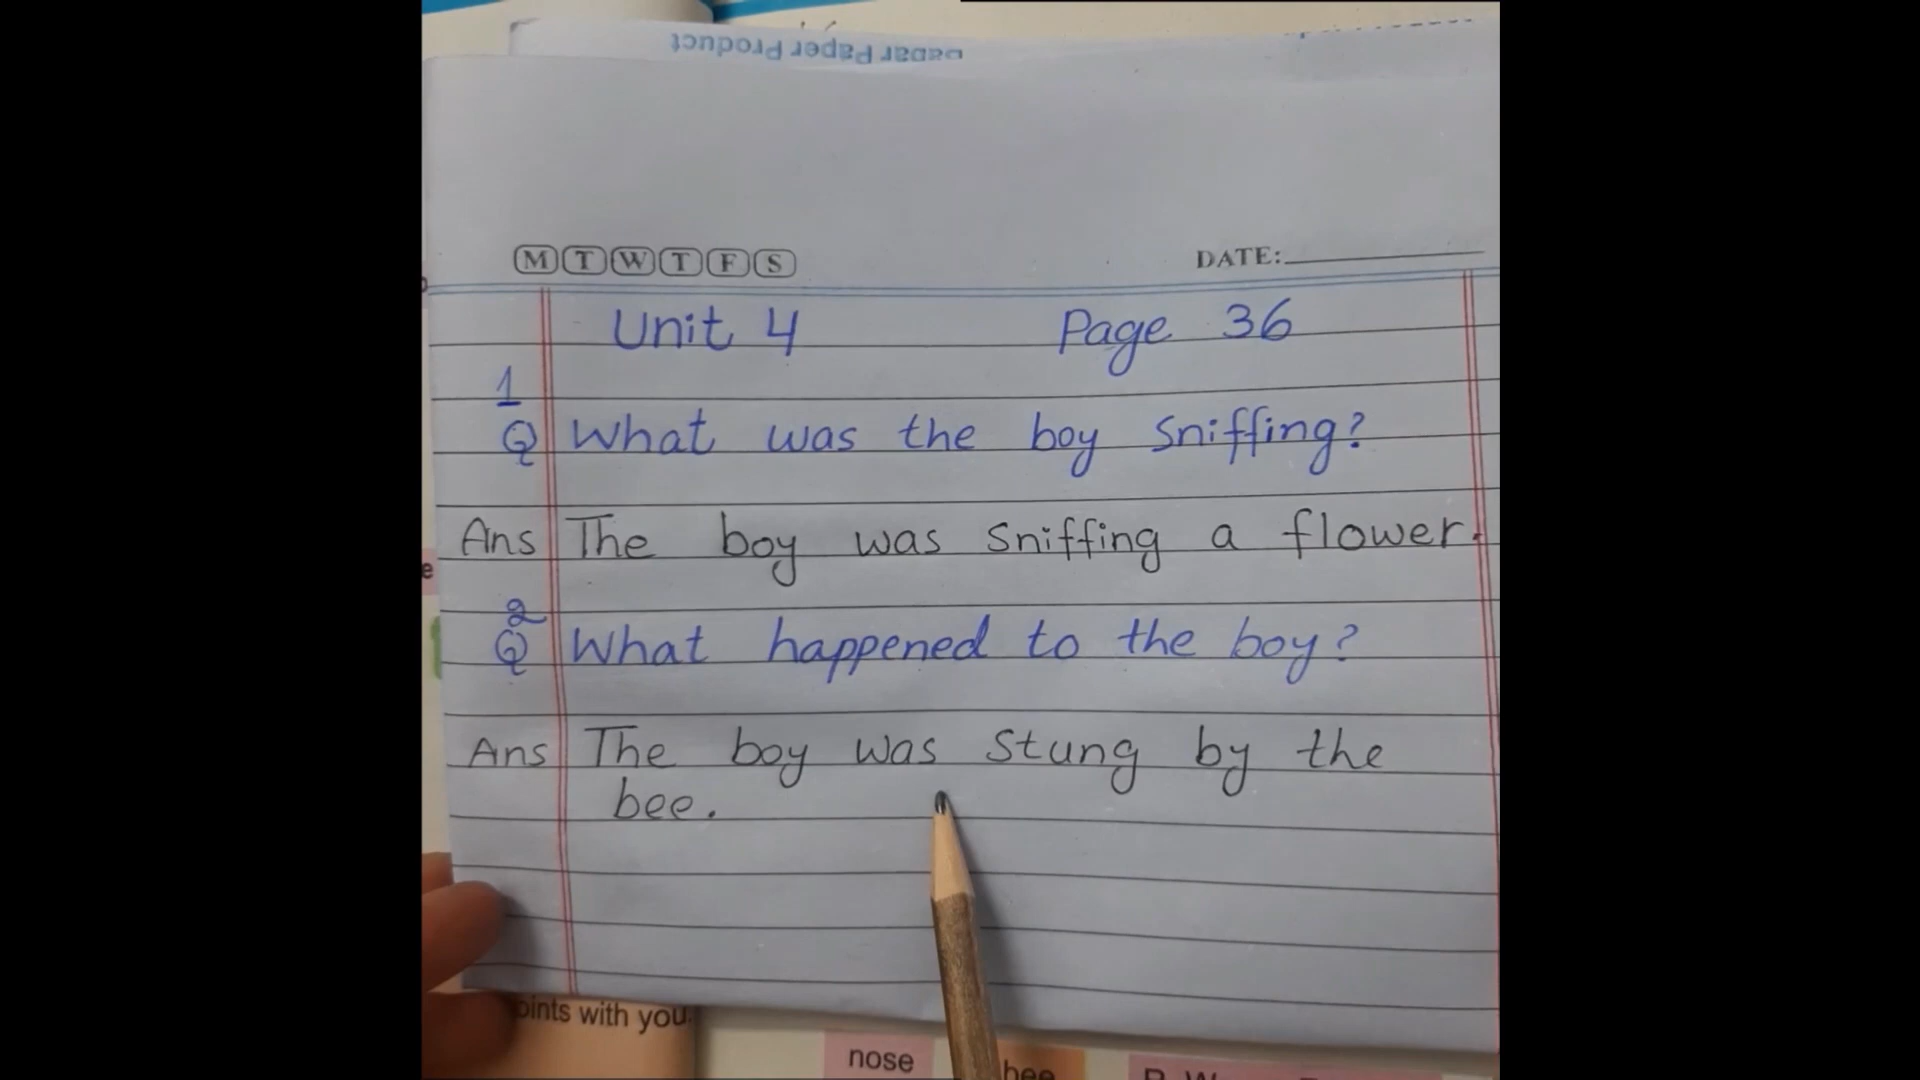 Babar Paper Product
M T W T F S DATE:
Unit 4 Page 36
1
Q What was the boy sniffing?
Ans The boy was sniffing a flower.
2
Q What happened to the boy?
Ans The boy was stung by the
bee.
oints with you.
nose bee